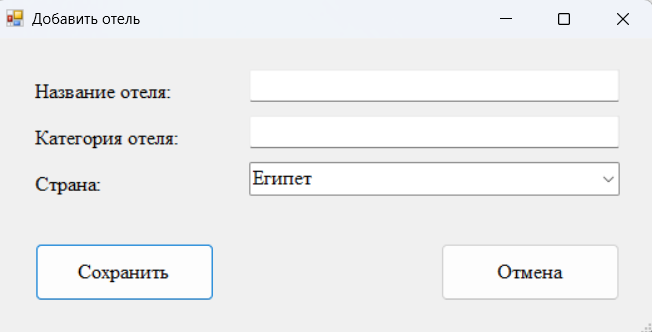 Добавить отель
Название отеля:
Категория отеля:
Страна: Египет
Сохранить Отмена